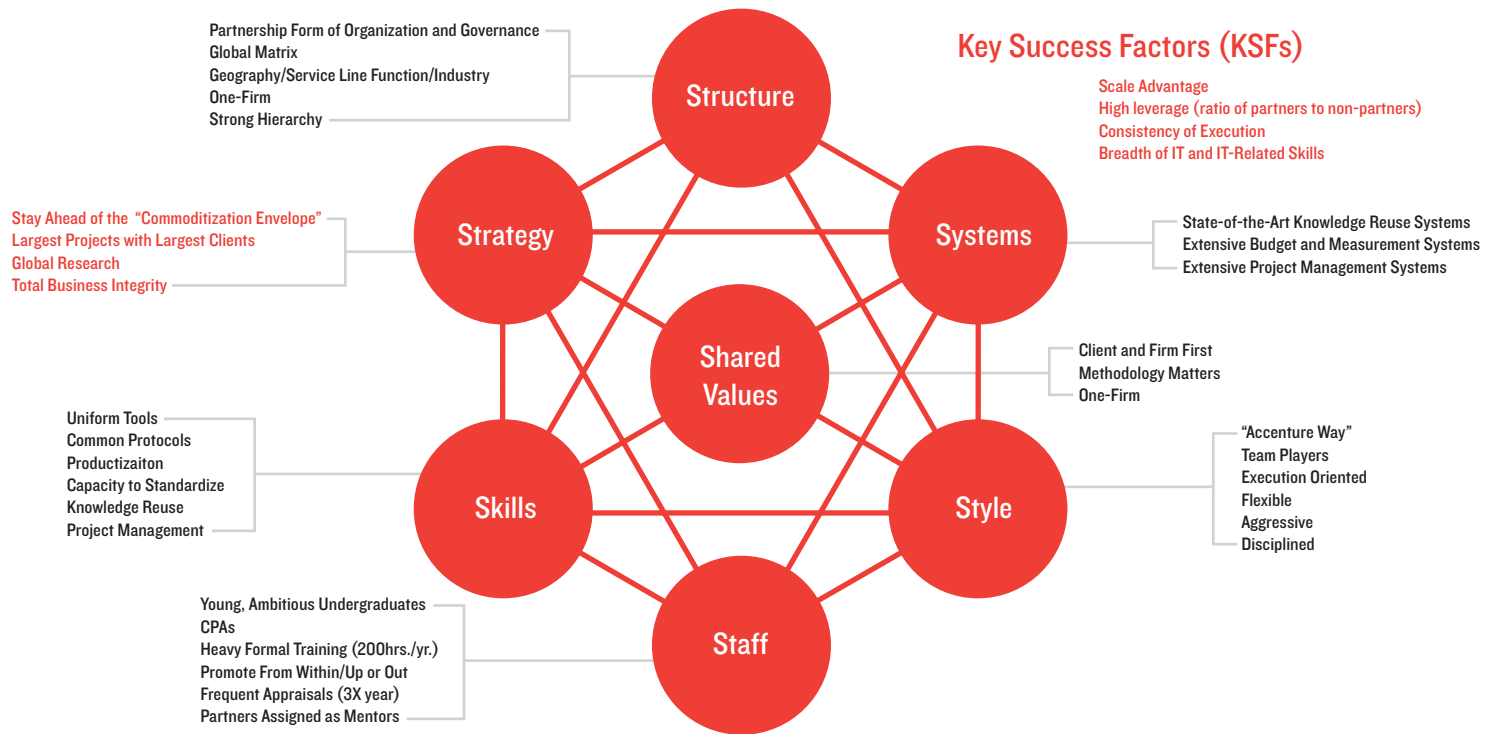 Partnership Form of Organization and Governance
Global Matrix
Geography/Service Line Function/Industry
One-Firm
Strong Hierarchy
Structure
Key Success Factors (KSFs)
Scale Advantage
High leverage (ratio of partners to non-partners)
Consistency of Execution
Breadth of IT and IT-Related Skills
Stay Ahead of the “Commoditization Envelope”
Largest Projects with Largest Clients
Global Research
Total Business Integrity
Strategy
Systems
State-of-the-Art Knowledge Reuse Systems
Extensive Budget and Measurement Systems
Extensive Project Management Systems
Shared
Values
Client and Firm First
Methodology Matters
One-Firm
Uniform Tools
Common Protocols
Productizaiton
Capacity to Standardize
Knowledge Reuse
Project Management
Skills
Style
“Accenture Way”
Team Players
Execution Oriented
Flexible
Aggressive
Disciplined
Young, Ambitious Undergraduates
CPAs
Heavy Formal Training (200hrs./yr.)
Promote From Within/Up or Out
Frequent Appraisals (3X year)
Partners Assigned as Mentors
Staff